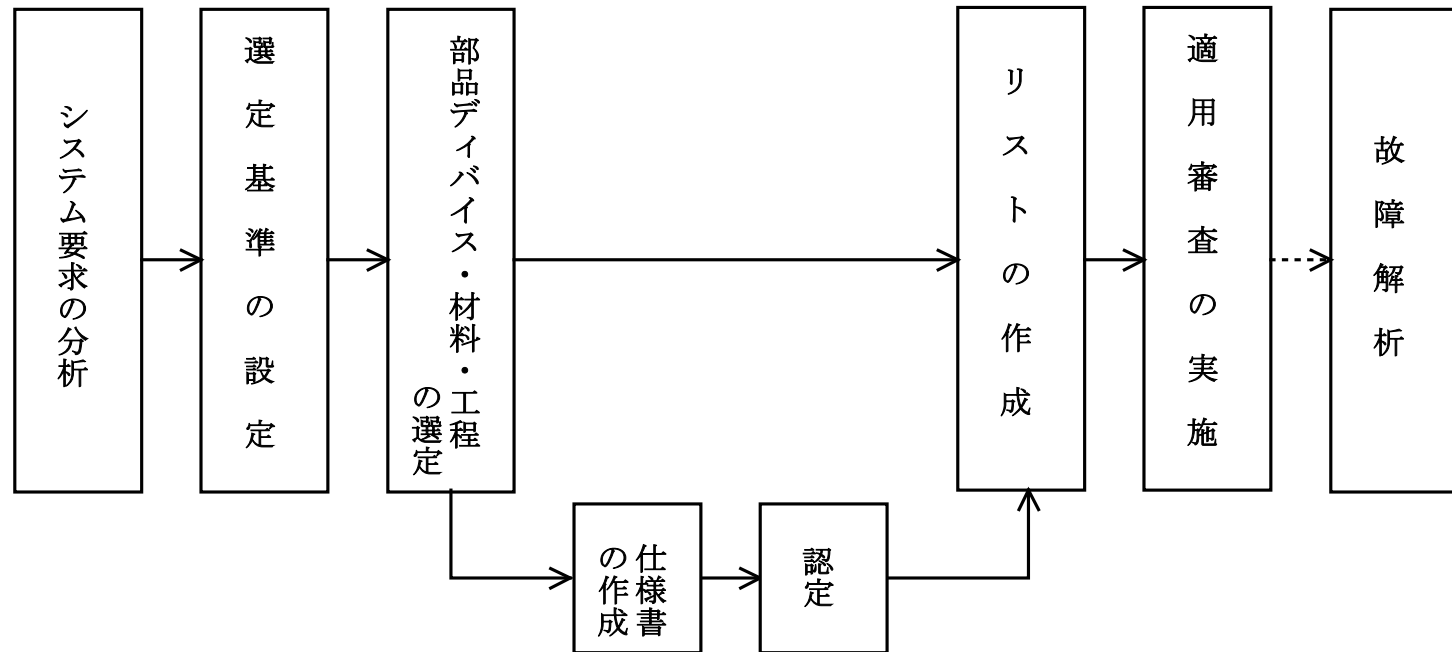 システム要求の分析
選定基準の設定
部品ディバイス・材料・工程
の選定
仕様書
の作成
認定
リストの作成
適用審査の実施
故障解析